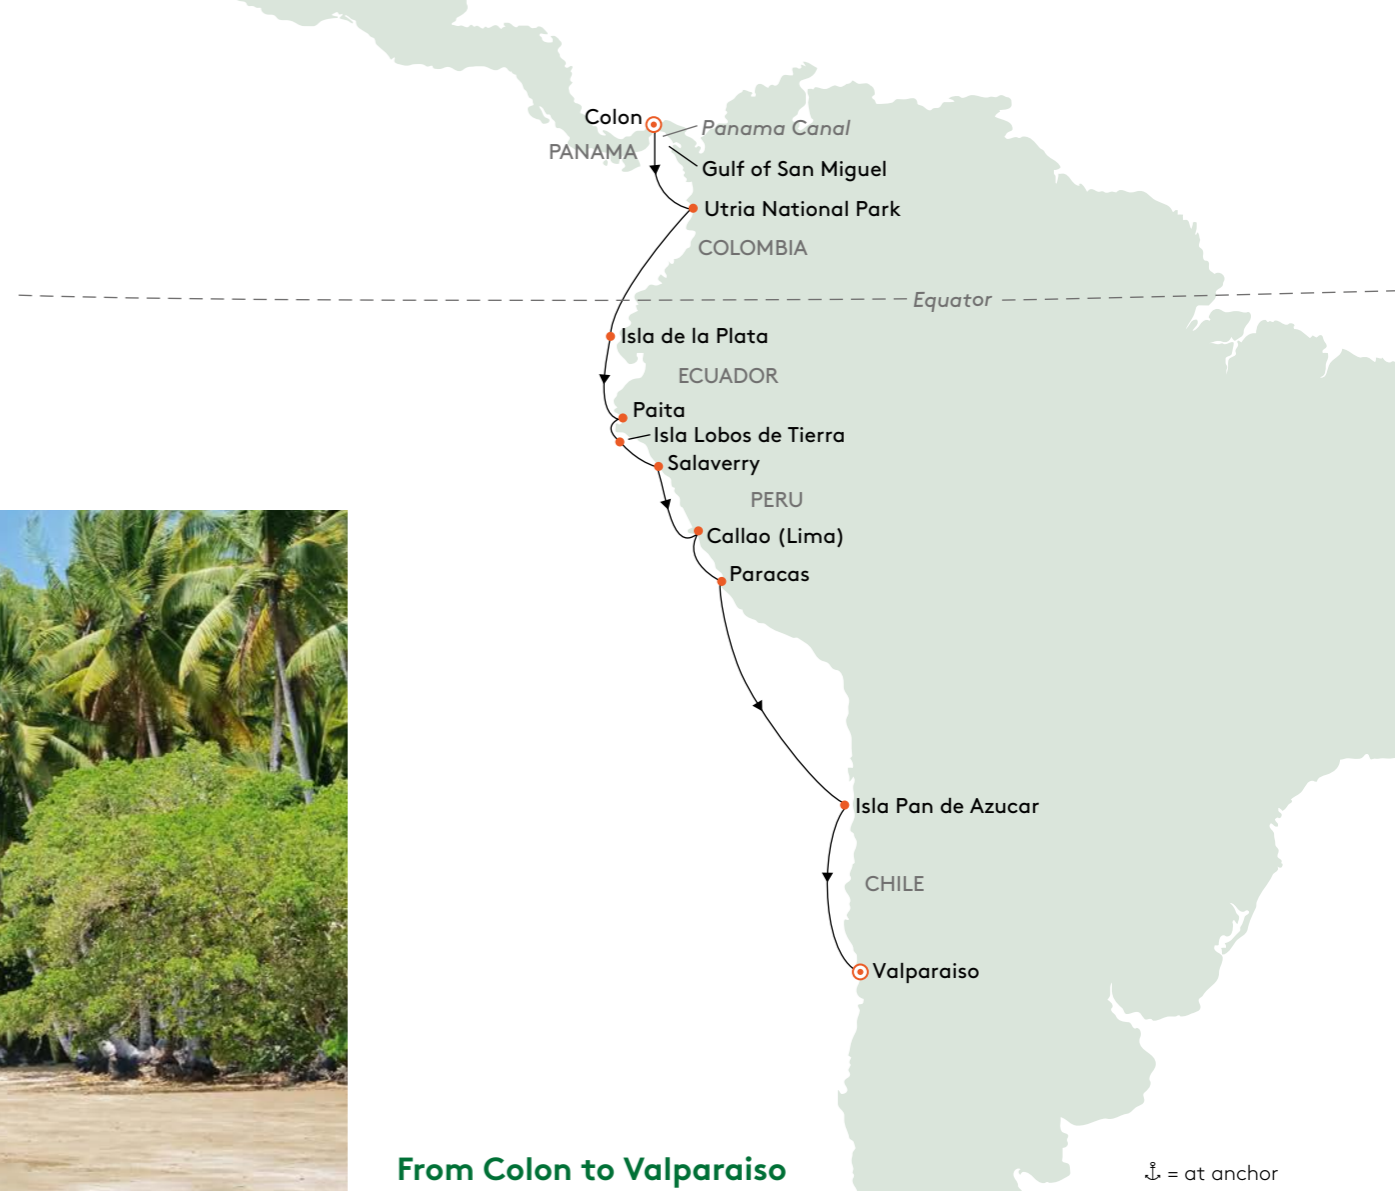 Colon
Panama Canal
PANAMA
Gulf of San Miguel
Utria National Park
COLOMBIA
Equator
Isla de la Plata
ECUADOR
Paita
Isla Lobos de Tierra
Salaverry
PERU
Callao (Lima)
Paracas
Isla Pan de Azucar
CHILE
Valparaiso
From Colon to Valparaiso
⚓ = at anchor